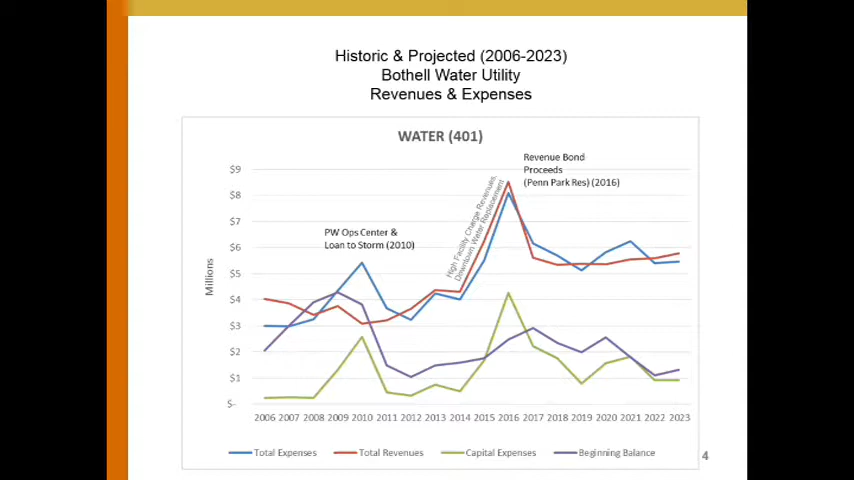 Historic & Projected (2006-2023)
Bothell Water Utility
Revenues & Expenses
WATER (401)
Revenue Bond
Proceeds
(Penn Park Res) (2016)
High Facility Charge Revenues,
Downtown Water Replacement
PW Ops Center &
Loan to Storm (2010)
Millions
$9
$8
$7
$6
$5
$4
$3
$2
$1
$-
2006 2007 2008 2009 2010 2011 2012 2013 2014 2015 2016 2017 2018 2019 2020 2021 2022 2023
Total Expenses Total Revenues Capital Expenses Beginning Balance
4